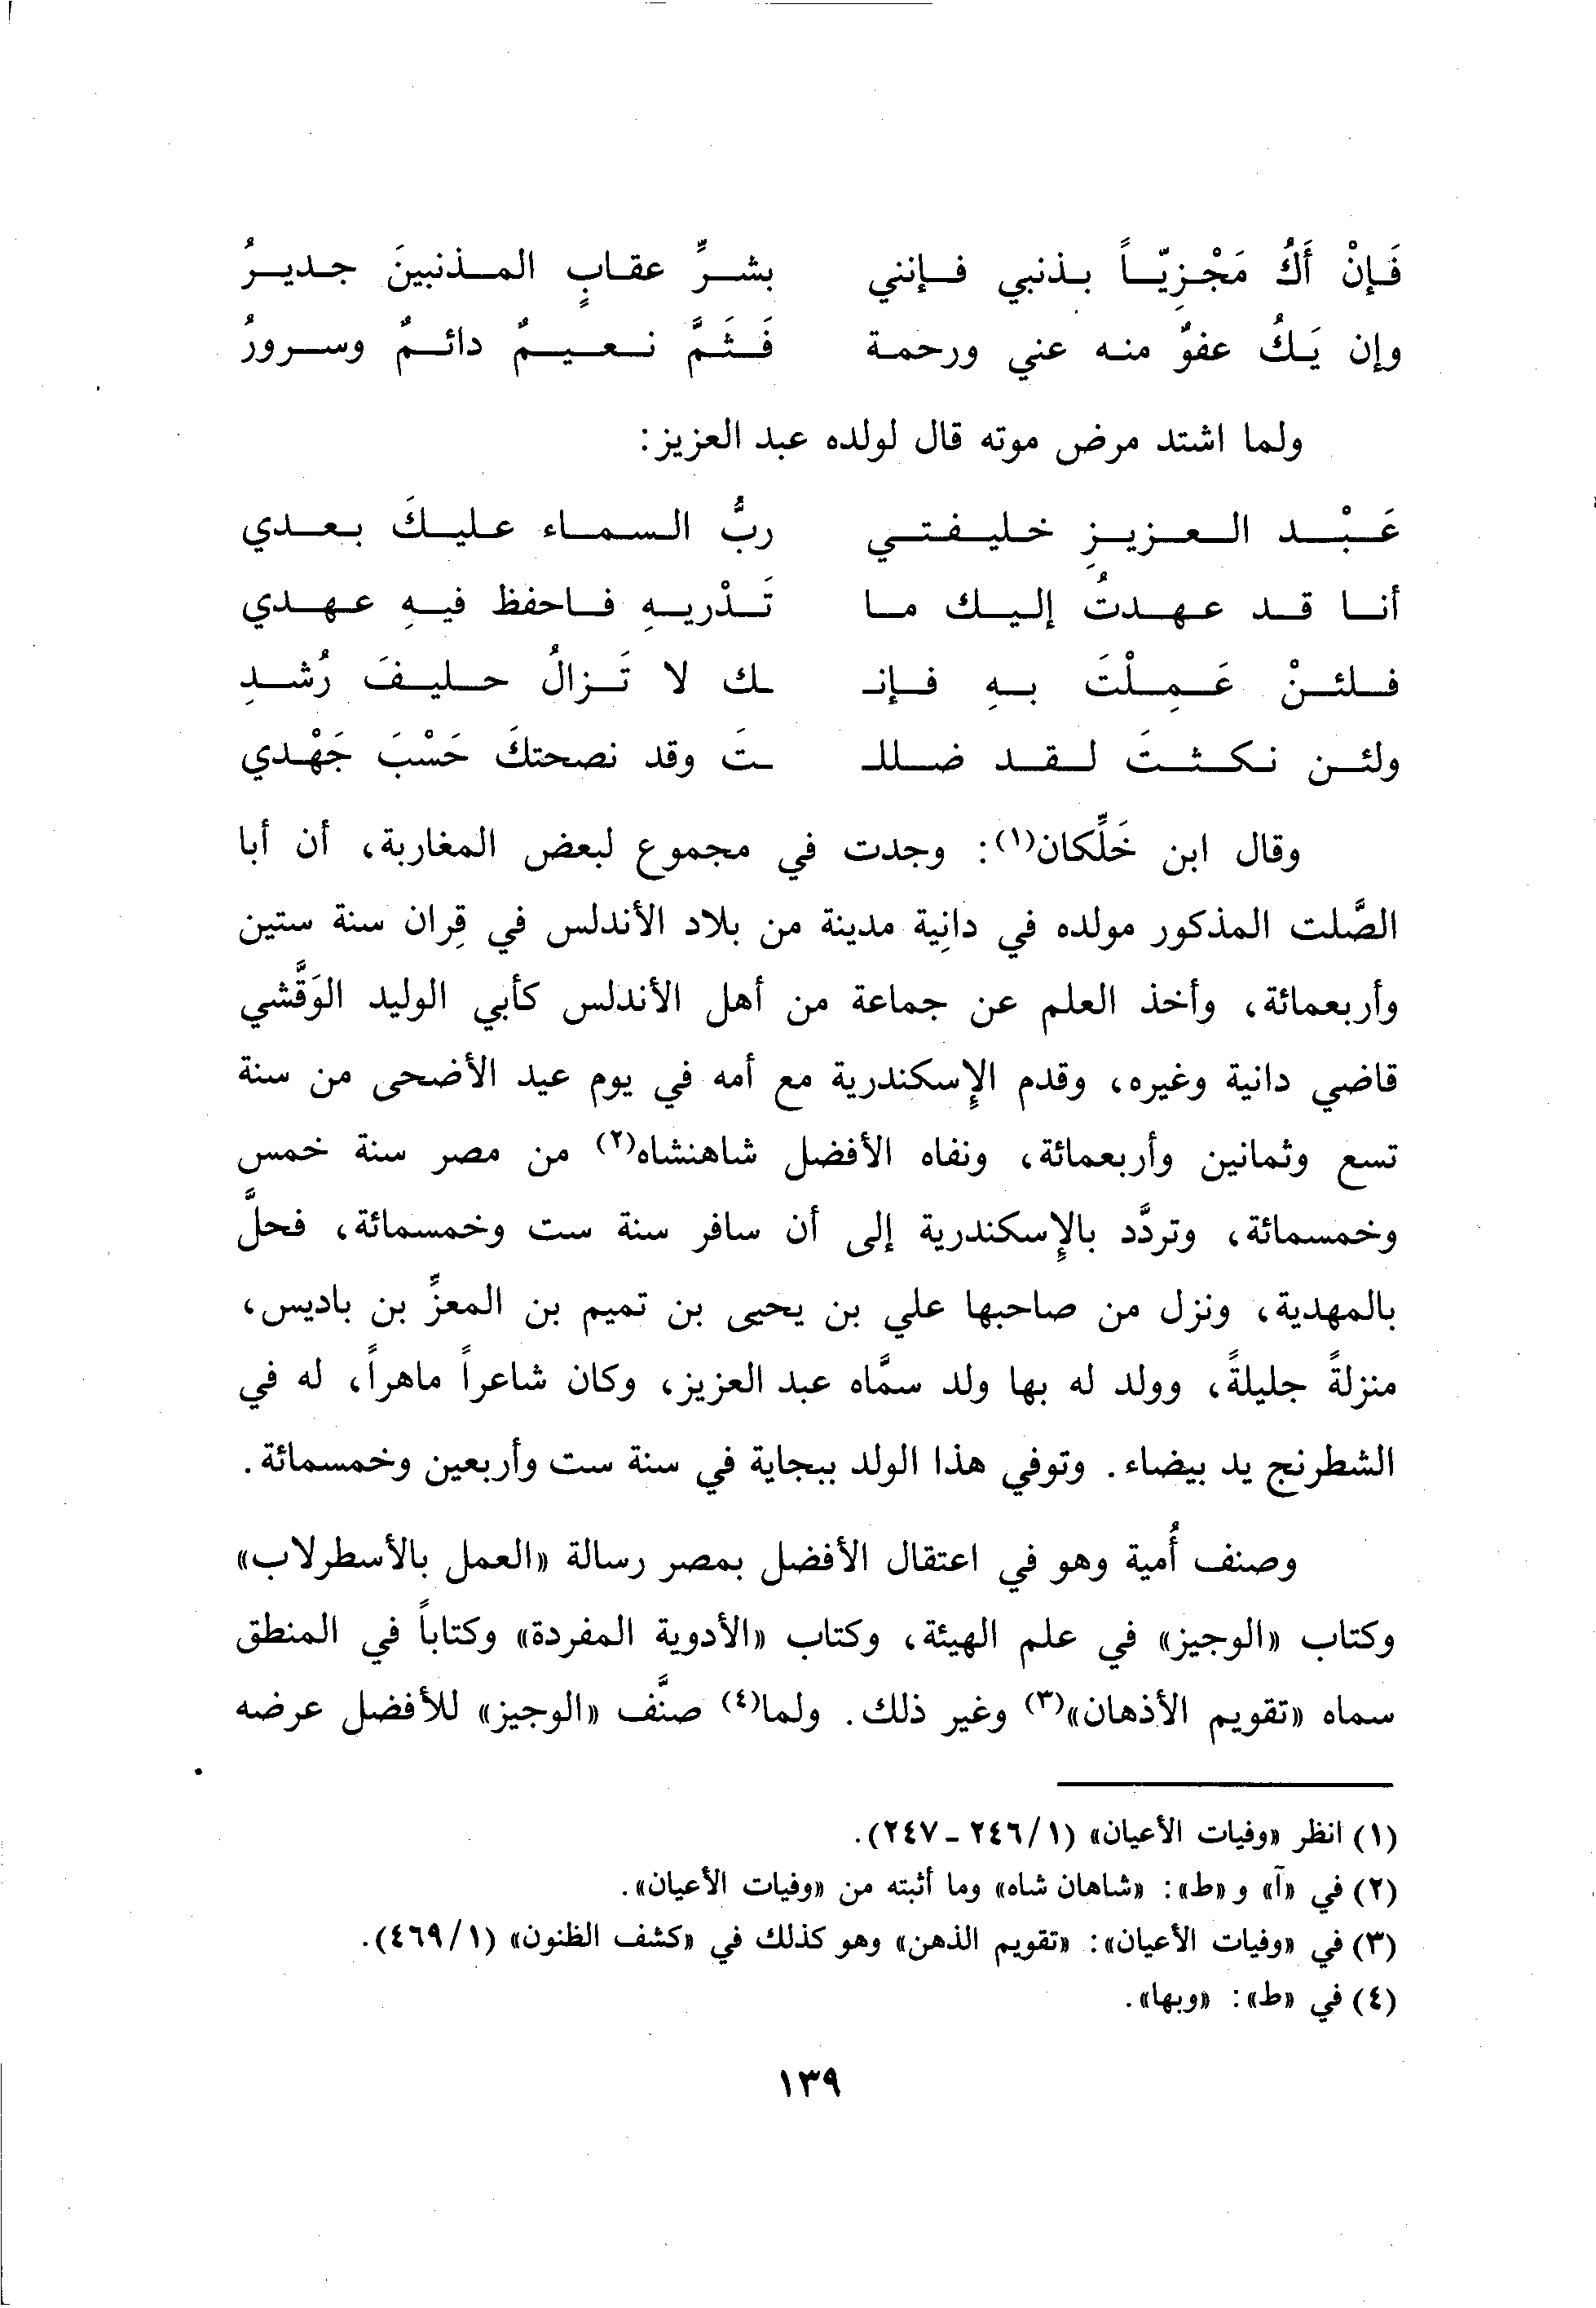 فَإنْ أَكُ مَجْزِيّاً بذنبي فإنني بشرِّ عقابٍ المذنبينَ جديرُ
وإن يَكُ عفوٌ منه عني ورحمة فَثَمَّ نعيمٌ دائمٌ وسرورُ
ولما اشتد مرض موته قال لولده عبد العزيز:
عَبْد العزيزِ خليفتي ربُّ السماء عليكَ بعدي
أنا قد عهدتُ إليك ما تَدْريهِ فاحفظ فيهِ عهدي
فلئنْ عَمِلْتَ بهِ فإنـ ـك لا تَزالُ حليفَ رُشدِ
ولئن نكثتَ لقد ضللـ ـتَ وقد نصحتكَ حَسْبَ جَهْدي
وقال ابن خَلِّكان(١): وجدت في مجموع لبعض المغاربة، أن أبا
الصَّلت المذكور مولده في دانِية مدينة من بلاد الأندلس في قِران سنة ستين
وأربعمائة، وأخذ العلم عن جماعة من أهل الأندلس كأبي الوليد الوَقَّشي
قاضي دانية وغيره، وقدم الإسكندرية مع أمه في يوم عيد الأضحى من سنة
تسع وثمانين وأربعمائة، ونفاه الأفضل شاهنشاه(٢) من مصر سنة خمس
وخمسمائة، وتردَّد بالإسكندرية إلى أن سافر سنة ست وخمسمائة، فحلَّ
بالمهدية، ونزل من صاحبها علي بن يحيى بن تميم بن المعزِّ بن باديس،
منزلةً جليلةً، وولد له بها ولد سمَّاه عبد العزيز، وكان شاعراً ماهراً، له في
الشطرنج يد بيضاء. وتوفي هذا الولد ببجاية في سنة ست وأربعين وخمسمائة.
وصنف أُمية وهو في اعتقال الأفضل بمصر رسالة «العمل بالأسطرلاب»
وكتاب «الوجيز» في علم الهيئة، وكتاب «الأدوية المفردة» وكتاباً في المنطق
سماه «تقويم الأذهان»(٣) وغير ذلك. ولما(٤) صنَّف «الوجيز» للأفضل عرضه
(١) انظر «وفيات الأعيان» (١/ ٢٤٦ - ٢٤٧).
(٢) في «آ» و «ط»: «شاهان شاه» وما أثبته من «وفيات الأعيان».
(٣) في «وفيات الأعيان»: «تقويم الذهن» وهو كذلك في «كشف الظنون» (١/ ٤٦٩).
(٤) في «ط»: «وبها».
١٣٩